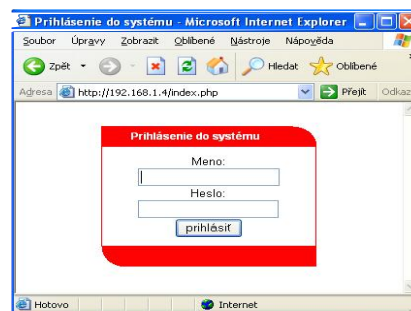 Prihlásenie do systému - Microsoft Internet Explorer
Soubor Úpravy Zobrazit Oblíbené Nástroje Nápověda
Zpět Hledat Oblíbené
Adresa http://192.168.1.4/index.php Přejít Odkaz
Prihlásenie do systému
Meno:
Heslo:
prihlásiť
Hotovo Internet